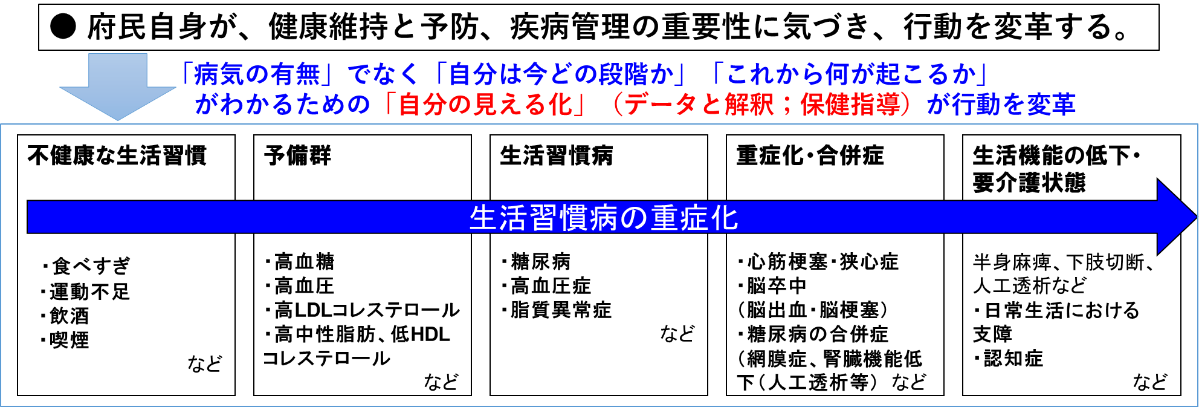 ● 府民自身が、健康維持と予防、疾病管理の重要性に気づき、行動を変革する。
「病気の有無」でなく「自分は今どの段階か」「これから何が起こるか」
がわかるための「自分の見える化」（データと解釈；保健指導）が行動を変革
不健康な生活習慣
予備群
生活習慣病
重症化・合併症
生活機能の低下・
要介護状態
生活習慣病の重症化
・食べすぎ
・運動不足
・飲酒
・喫煙
など
・高血糖
・高血圧
・高LDLコレステロール
・高中性脂肪、低HDL
コレステロール
など
・糖尿病
・高血圧症
・脂質異常症
など
・心筋梗塞・狭心症
・脳卒中
（脳出血・脳梗塞）
・糖尿病の合併症
（網膜症、腎臓機能低
下（人工透析等） など
半身麻痺、下肢切断、
人工透析など
・日常生活における
支障
・認知症
など